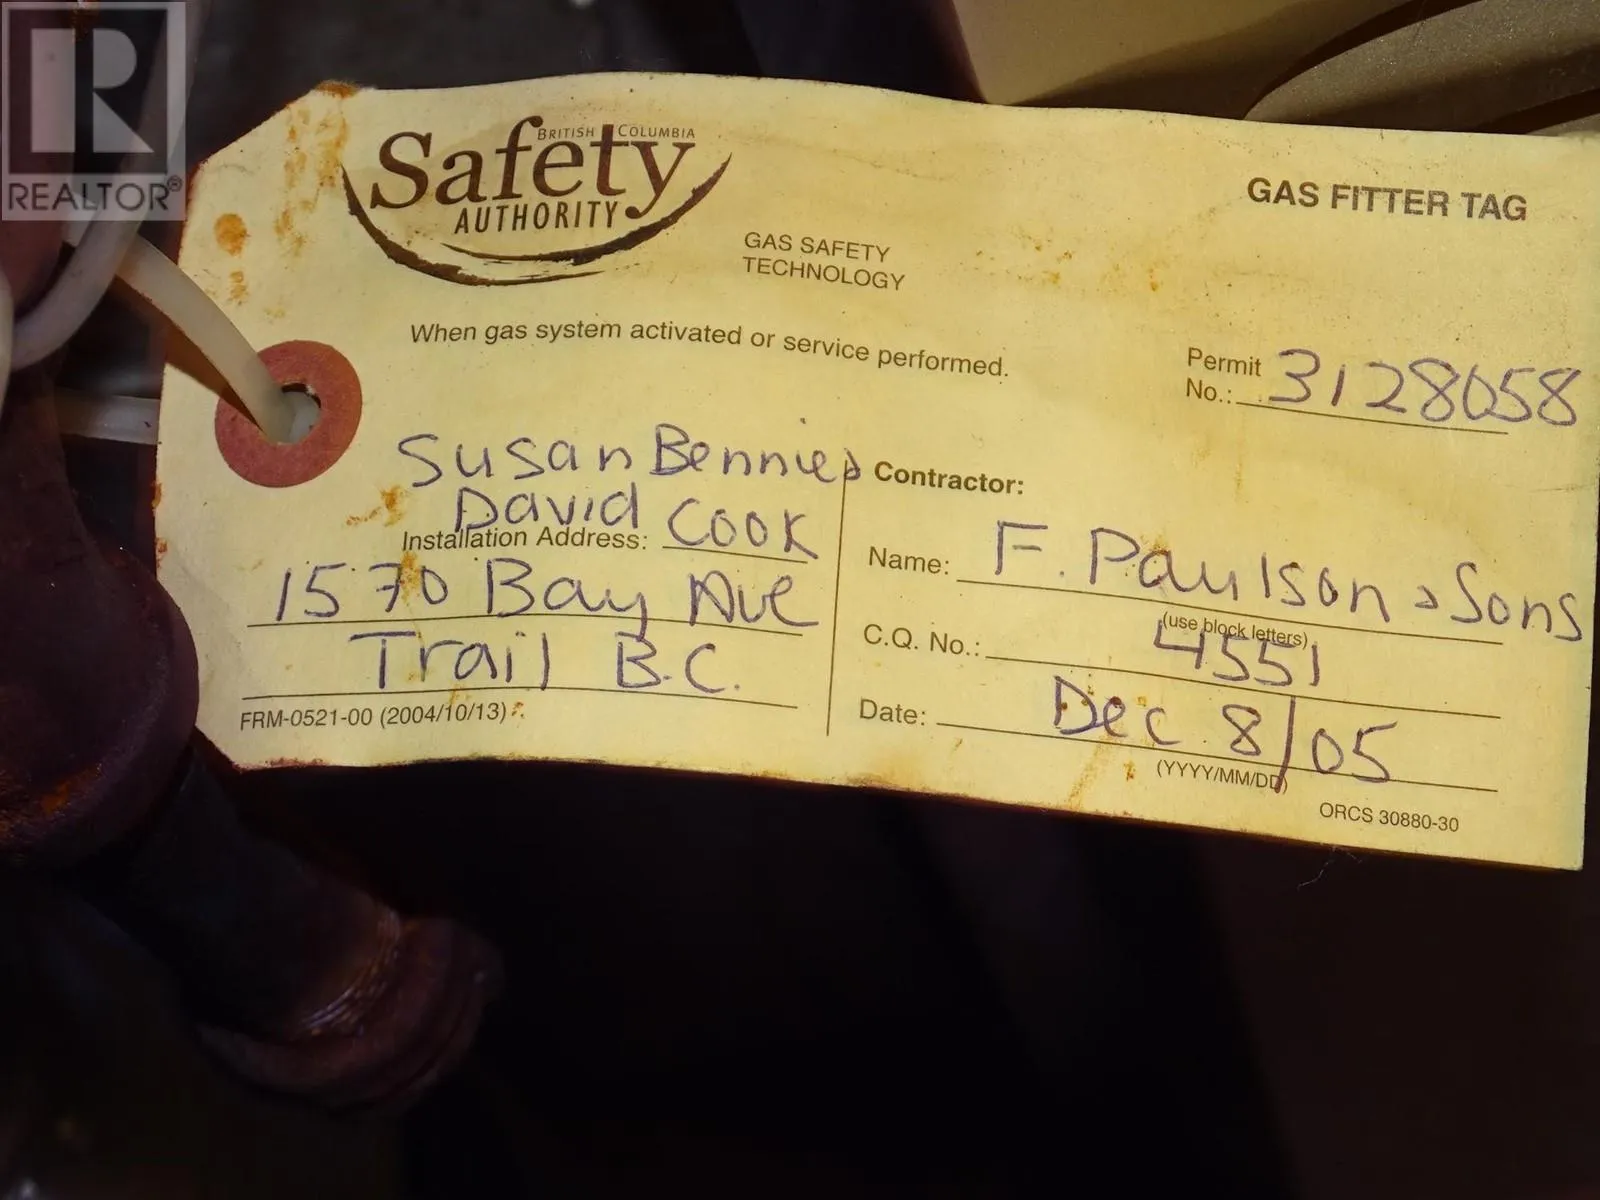 R
REALTOR®
BRITISH COLUMBIA
Safety
AUTHORITY
GAS SAFETY
TECHNOLOGY
GAS FITTER TAG
When gas system activated or service performed.
Permit
No.: 3128058
Susan Bennie &
David Cook
Installation Address:
1570 Bay Ave
Trail B.C.
FRM-0521-00 (2004/10/13)
Contractor:
Name: F. Paulson & Sons
(use block letters)
C.Q. No.: 4551
Date: Dec 8/05
(YYYY/MM/DD)
ORCS 30880-30